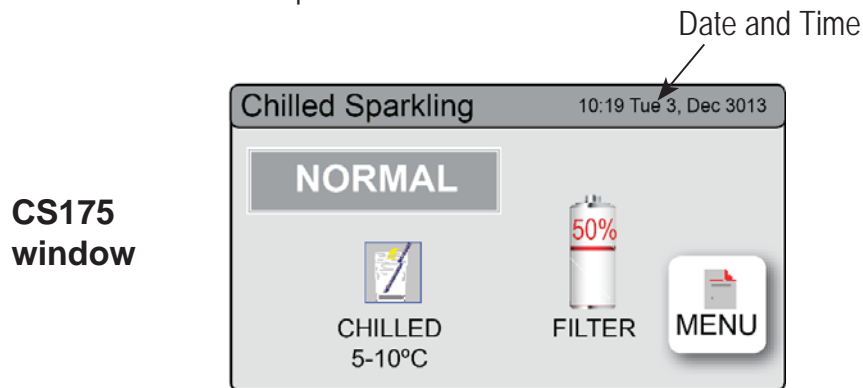 Date and Time
Chilled Sparkling
10:19 Tue 3, Dec 3013
NORMAL
CS175
window
50%
CHILLED
5-10ºC
FILTER
MENU